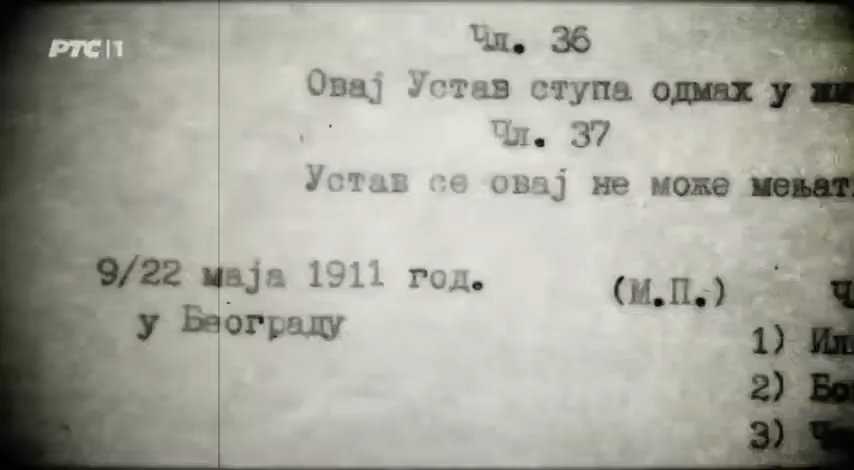 РТС|1
Чл. 36
Овај Устав ступа одмах у
Чл. 37
Устав се овај не може
9/22 маја 1911 год.
(М.П.)
у Београду
1)
2)
3)